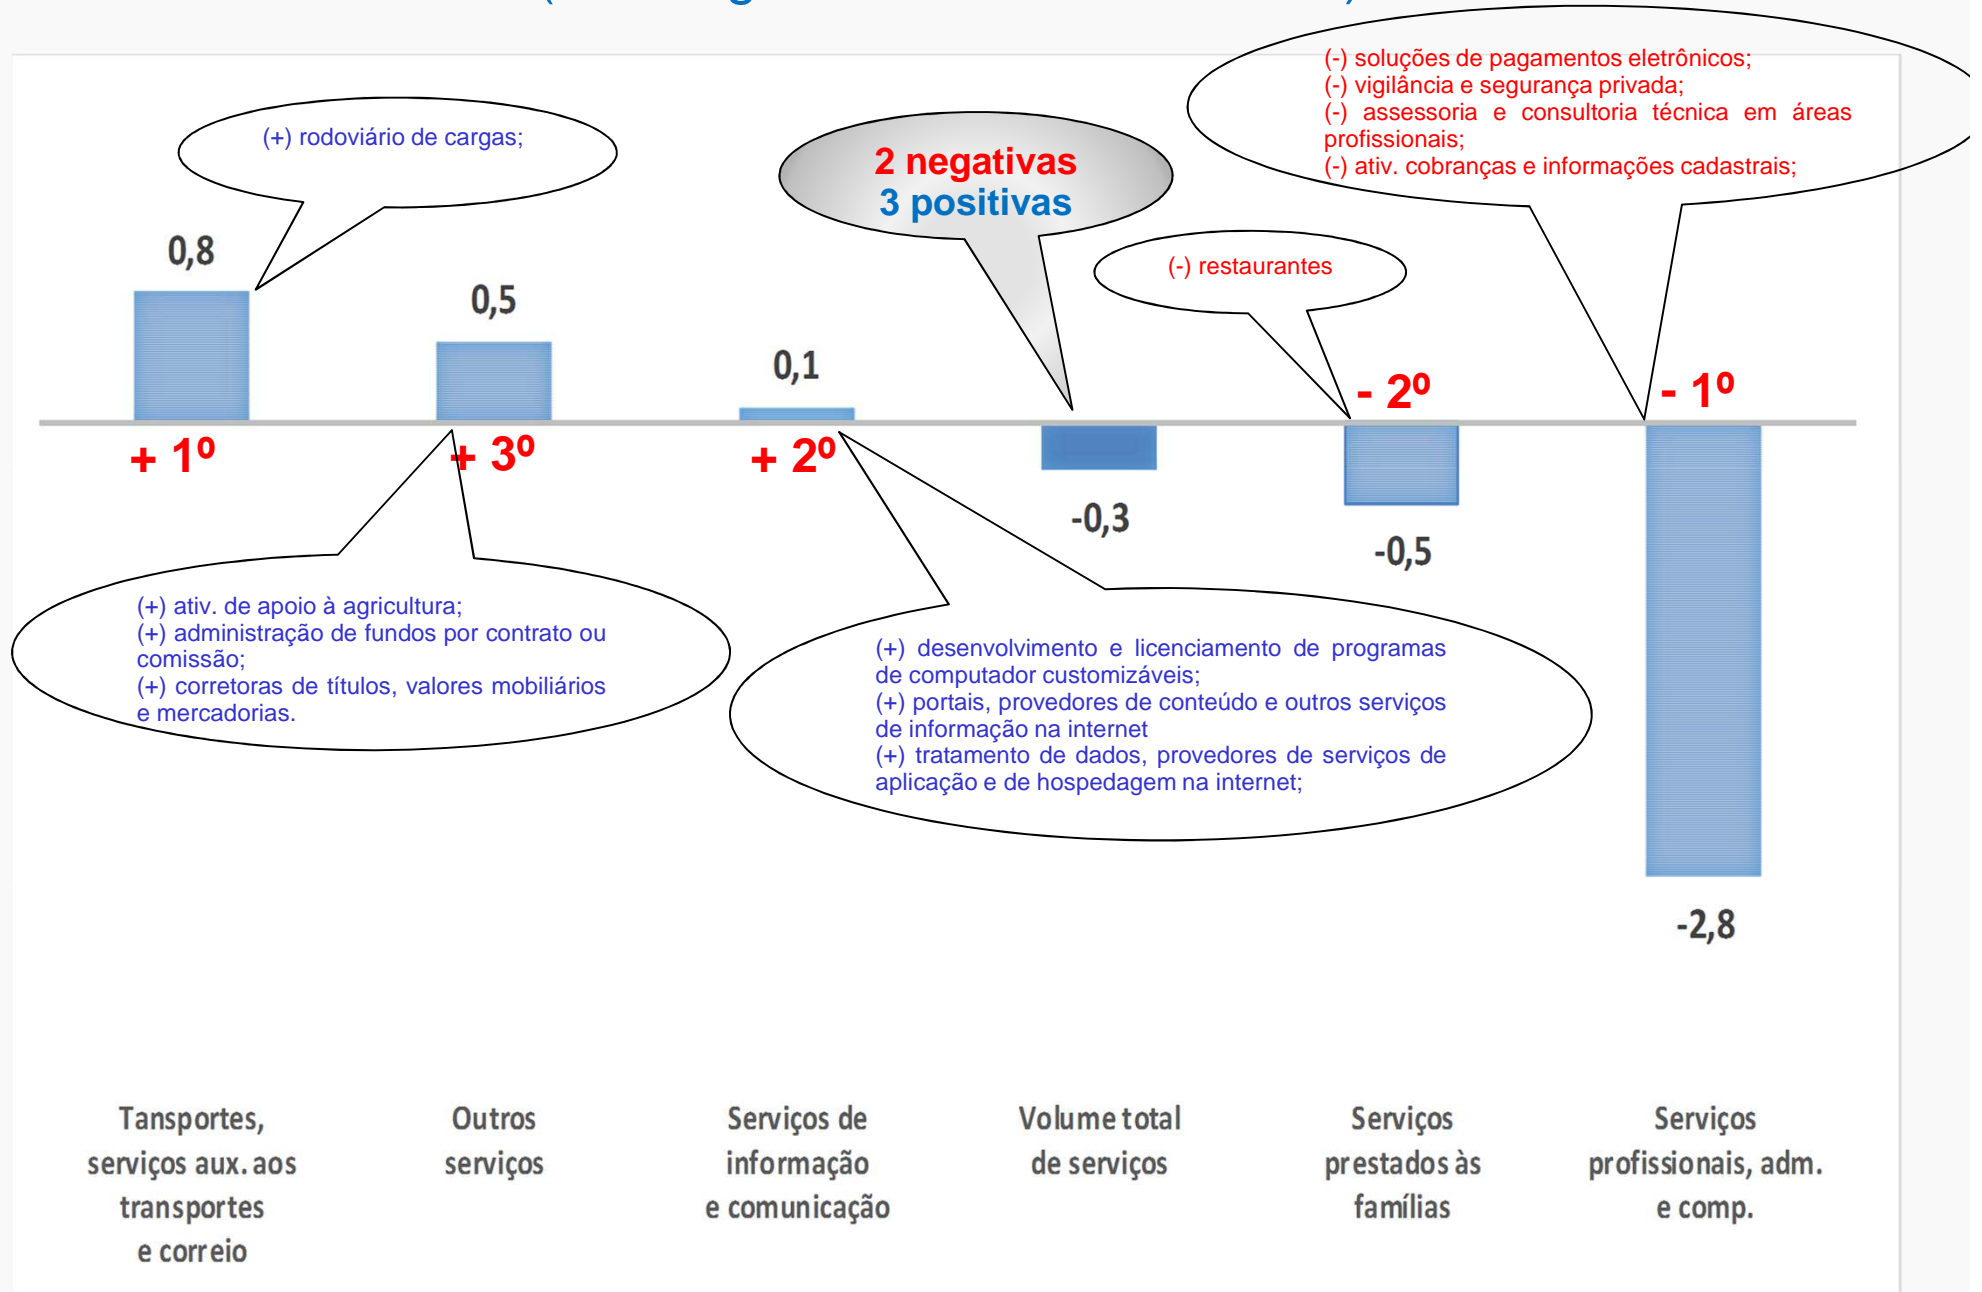 (-) soluções de pagamentos eletrônicos;
(-) vigilância e segurança privada;
(-) assessoria e consultoria técnica em áreas
profissionais;
(-) ativ. cobranças e informações cadastrais;
(+) rodoviário de cargas;
2 negativas
3 positivas
(-) restaurantes
0,8
0,5
0,1
- 2º
- 1º
+ 1º
+ 3º
+ 2º
-0,3
-0,5
-2,8
(+) ativ. de apoio à agricultura;
(+) administração de fundos por contrato ou
comissão;
(+) corretoras de títulos, valores mobiliários
e mercadorias.
(+) desenvolvimento e licenciamento de programas
de computador customizáveis;
(+) portais, provedores de conteúdo e outros serviços
de informação na internet
(+) tratamento de dados, provedores de serviços de
aplicação e de hospedagem na internet;
Tansportes,
serviços aux. aos
transportes
e correio
Outros
serviços
Serviços de
informação
e comunicação
Volume total
de serviços
Serviços
prestados às
famílias
Serviços
profissionais, adm.
e comp.